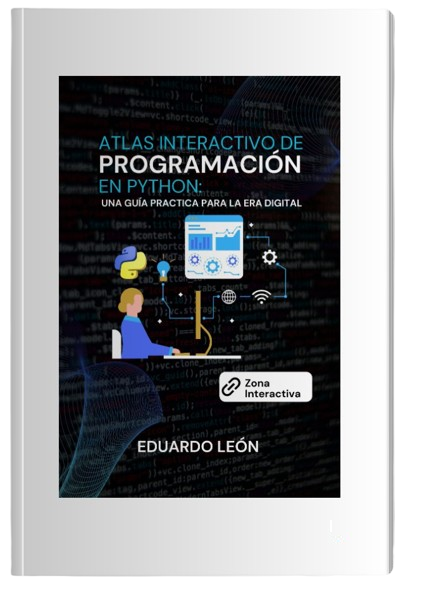 ATLAS INTERACTIVO DE
PROGRAMACIÓN
EN PYTHON:
UNA GUÍA PRACTICA PARA LA ERA DIGITAL
Zona
Interactiva
EDUARDO LEÓN